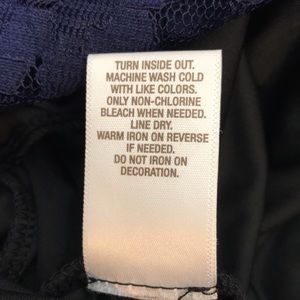 TURN INSIDE OUT.
MACHINE WASH COLD
WITH LIKE COLORS.
ONLY NON-CHLORINE
BLEACH WHEN NEEDED.
LINE DRY.
WARM IRON ON REVERSE
IF NEEDED.
DO NOT IRON ON
DECORATION.